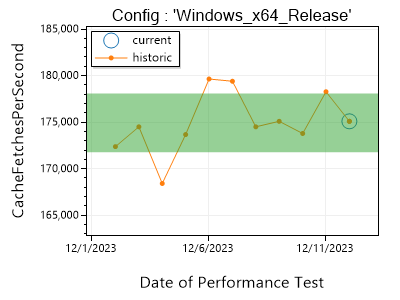 Config : 'Windows_x64_Release'
current
historic
185,000
180,000
175,000
170,000
165,000
CacheFetchesPerSecond
12/1/2023 12/6/2023 12/11/2023
Date of Performance Test